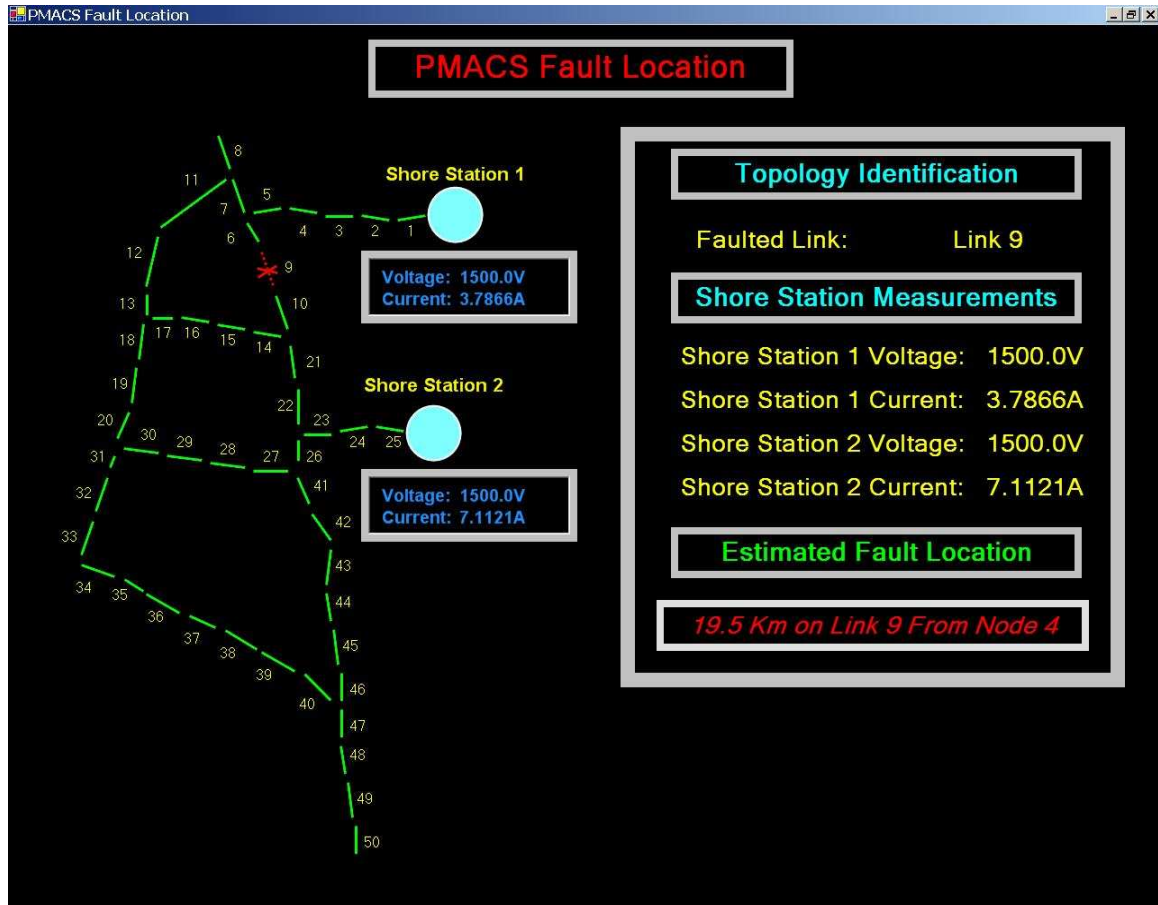 PMACS Fault Location
PMACS Fault Location
8
11
5
7
6
4
3
2
1
Shore Station 1
12
9
Voltage: 1500.0V
Current: 3.7866A
13
10
17
16
15
14
18
21
19
22
Shore Station 2
20
23
24
25
30
29
28
27
26
31
41
32
Voltage: 1500.0V
Current: 7.1121A
42
33
43
34
35
36
44
37
38
45
39
40
46
47
48
49
50
Topology Identification
Faulted Link: Link 9
Shore Station Measurements
Shore Station 1 Voltage: 1500.0V
Shore Station 1 Current: 3.7866A
Shore Station 2 Voltage: 1500.0V
Shore Station 2 Current: 7.1121A
Estimated Fault Location
19.5 Km on Link 9 From Node 4